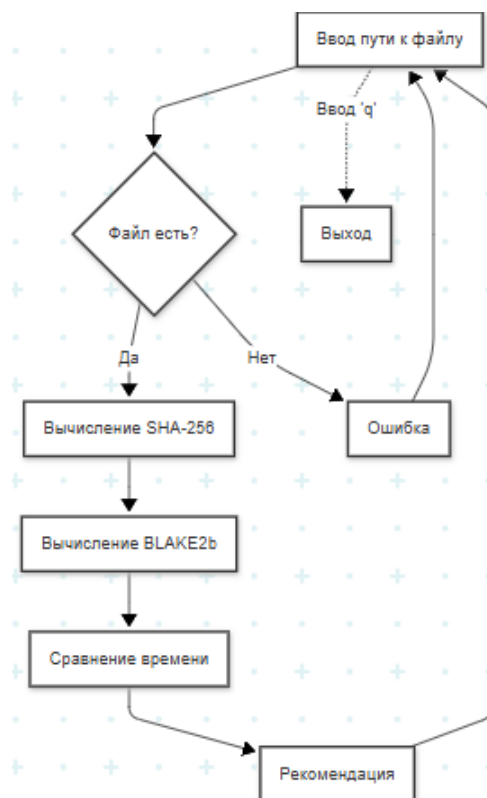 Ввод пути к файлу
Ввод 'q'
Файл есть?
Выход
Да
Нет
Вычисление SHA-256
Ошибка
Вычисление BLAKE2b
Сравнение времени
Рекомендация